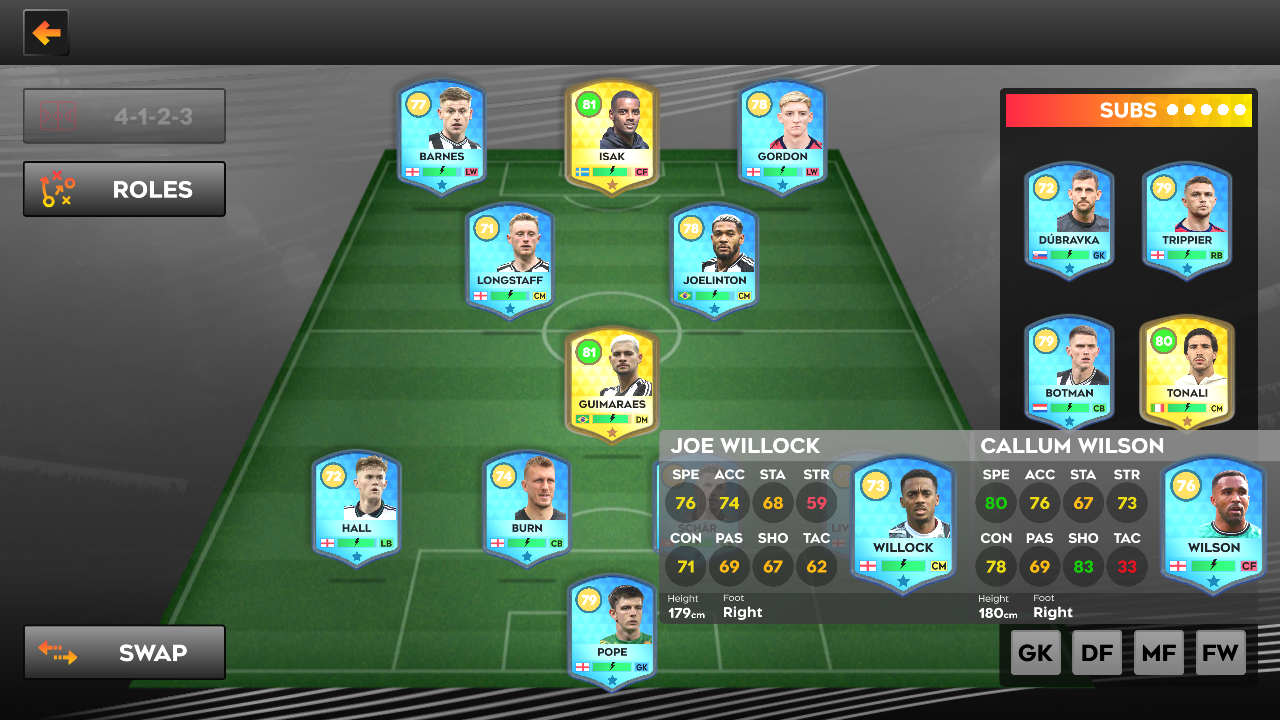 4-1-2-3
ROLES
SWAP
77
BARNES
LW
81
ISAK
CF
78
GORDON
LW
71
LONGSTAFF
CM
78
JOELINTON
CM
81
GUIMARAES
DM
72
HALL
LB
74
BURN
CB
SCHÄR
LIV
79
POPE
GK
SUBS
72
DÚBRAVKA
GK
79
TRIPPIER
RB
79
BOTMAN
CB
80
TONALI
CM
JOE WILLOCK
SPE ACC STA STR
76 74 68 59
CON PAS SHO TAC
71 69 67 62
Height Foot
179cm Right
73
WILLOCK
CM
CALLUM WILSON
SPE ACC STA STR
80 76 67 73
CON PAS SHO TAC
78 69 83 33
Height Foot
180cm Right
76
WILSON
CF
GK DF MF FW